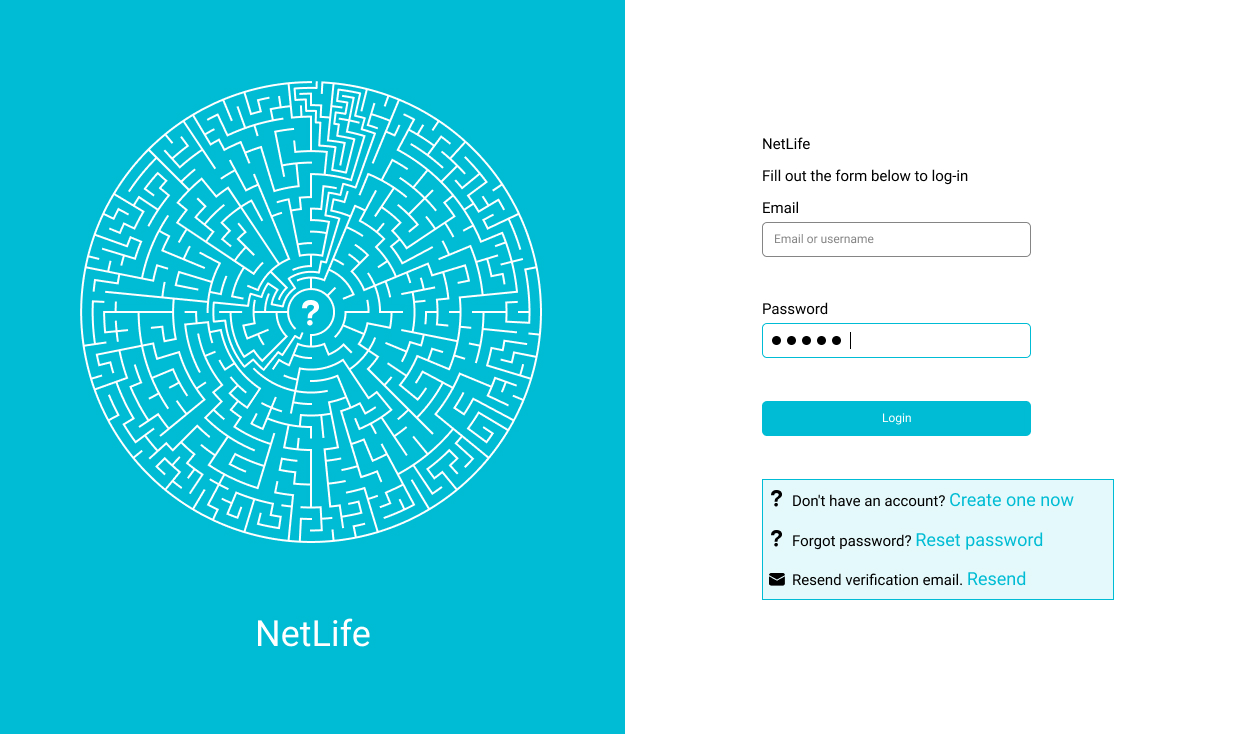 ?
NetLife
NetLife
Fill out the form below to log-in
Email
Email or username
Password
Login
? Don't have an account? Create one now
? Forgot password? Reset password
Resend verification email. Resend